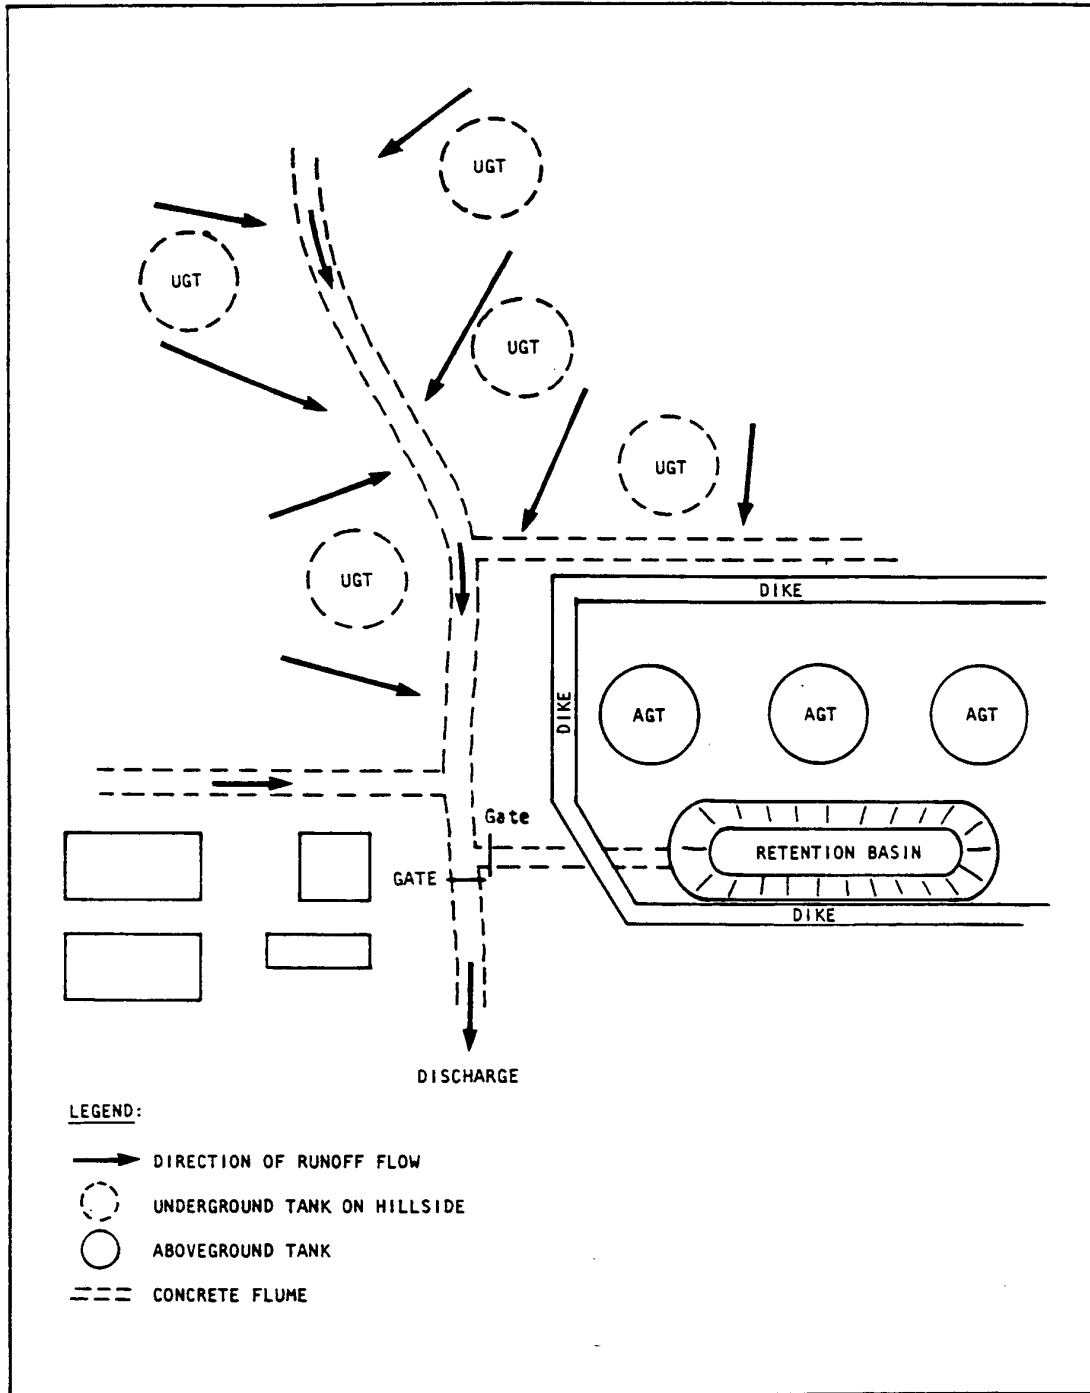 UGT
UGT
UGT
UGT
UGT
DIKE
DIKE
AGT
AGT
AGT
Gate
GATE
RETENTION BASIN
DIKE
DISCHARGE
LEGEND:
DIRECTION OF RUNOFF FLOW
UNDERGROUND TANK ON HILLSIDE
ABOVEGROUND TANK
CONCRETE FLUME